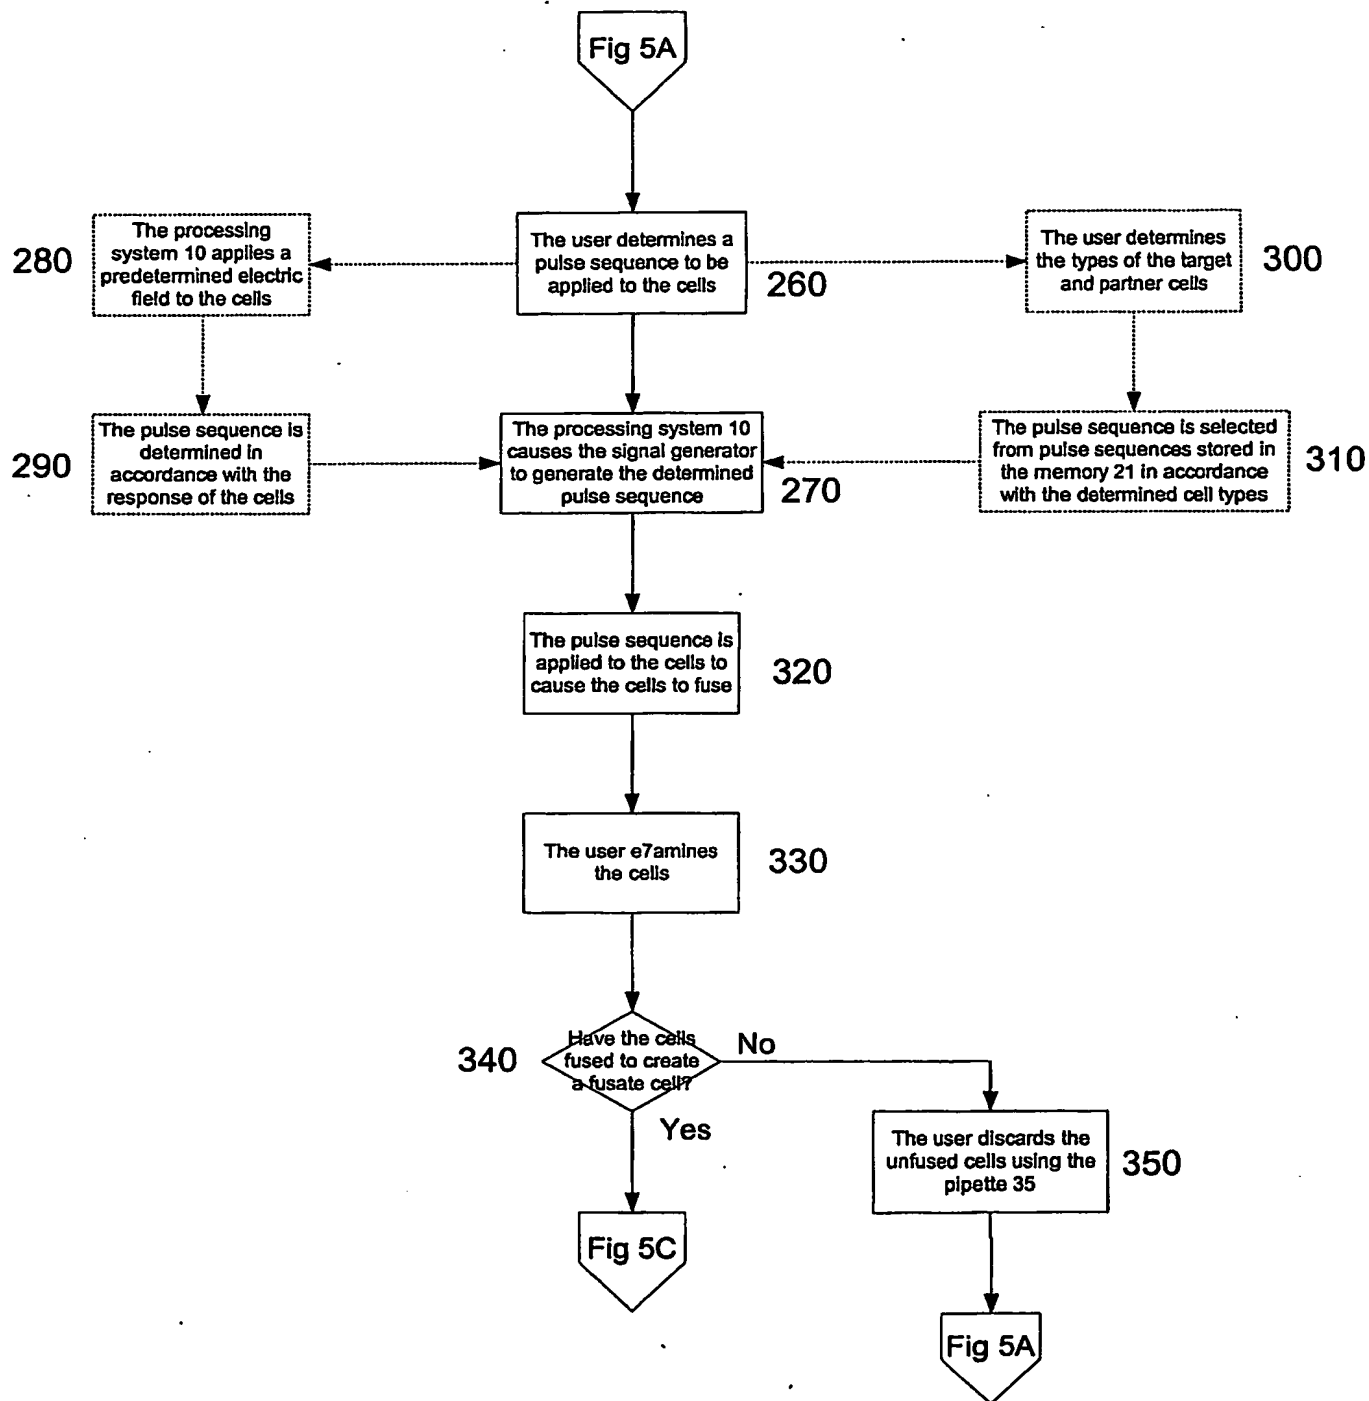 Fig 5A
The processing
system 10 applies a
predetermined electric
field to the cells
280
The user determines a
pulse sequence to be
applied to the cells
260
The user determines
the types of the target
and partner cells
300
The pulse sequence is
determined in
accordance with the
response of the cells
290
The processing system 10
causes the signal generator
to generate the determined
pulse sequence
270
The pulse sequence is selected
from pulse sequences stored in
the memory 21 in accordance
with the determined cell types
310
The pulse sequence is
applied to the cells to
cause the cells to fuse
320
The user e7amines
the cells
330
340
Have the cells
fused to create
a fusate cell?
No
Yes
The user discards the
unfused cells using the
pipette 35
350
Fig 5C
Fig 5A